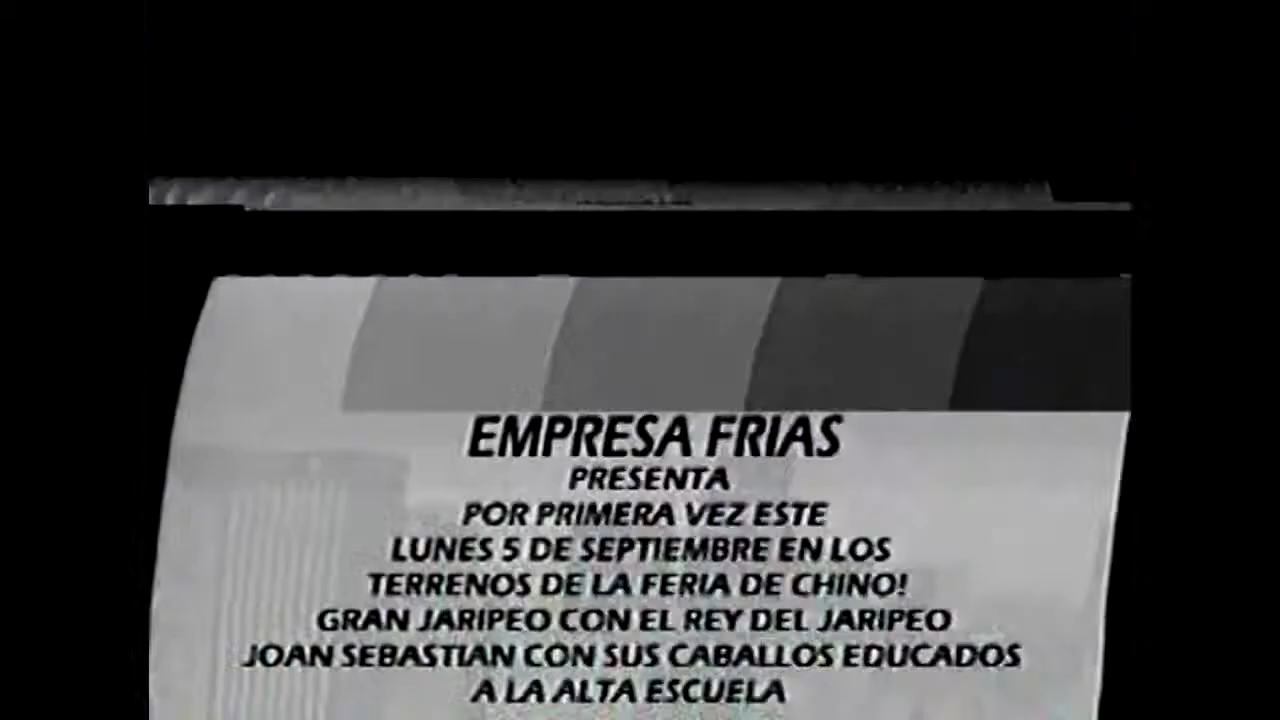 EMPRESA FRIAS
PRESENTA
POR PRIMERA VEZ ESTE
LUNES 5 DE SEPTIEMBRE EN LOS
TERRENOS DE LA FERIA DE CHINO!
GRAN JARIPEO CON EL REY DEL JARIPEO
JOAN SEBASTIAN CON SUS CABALLOS EDUCADOS
A LA ALTA ESCUELA